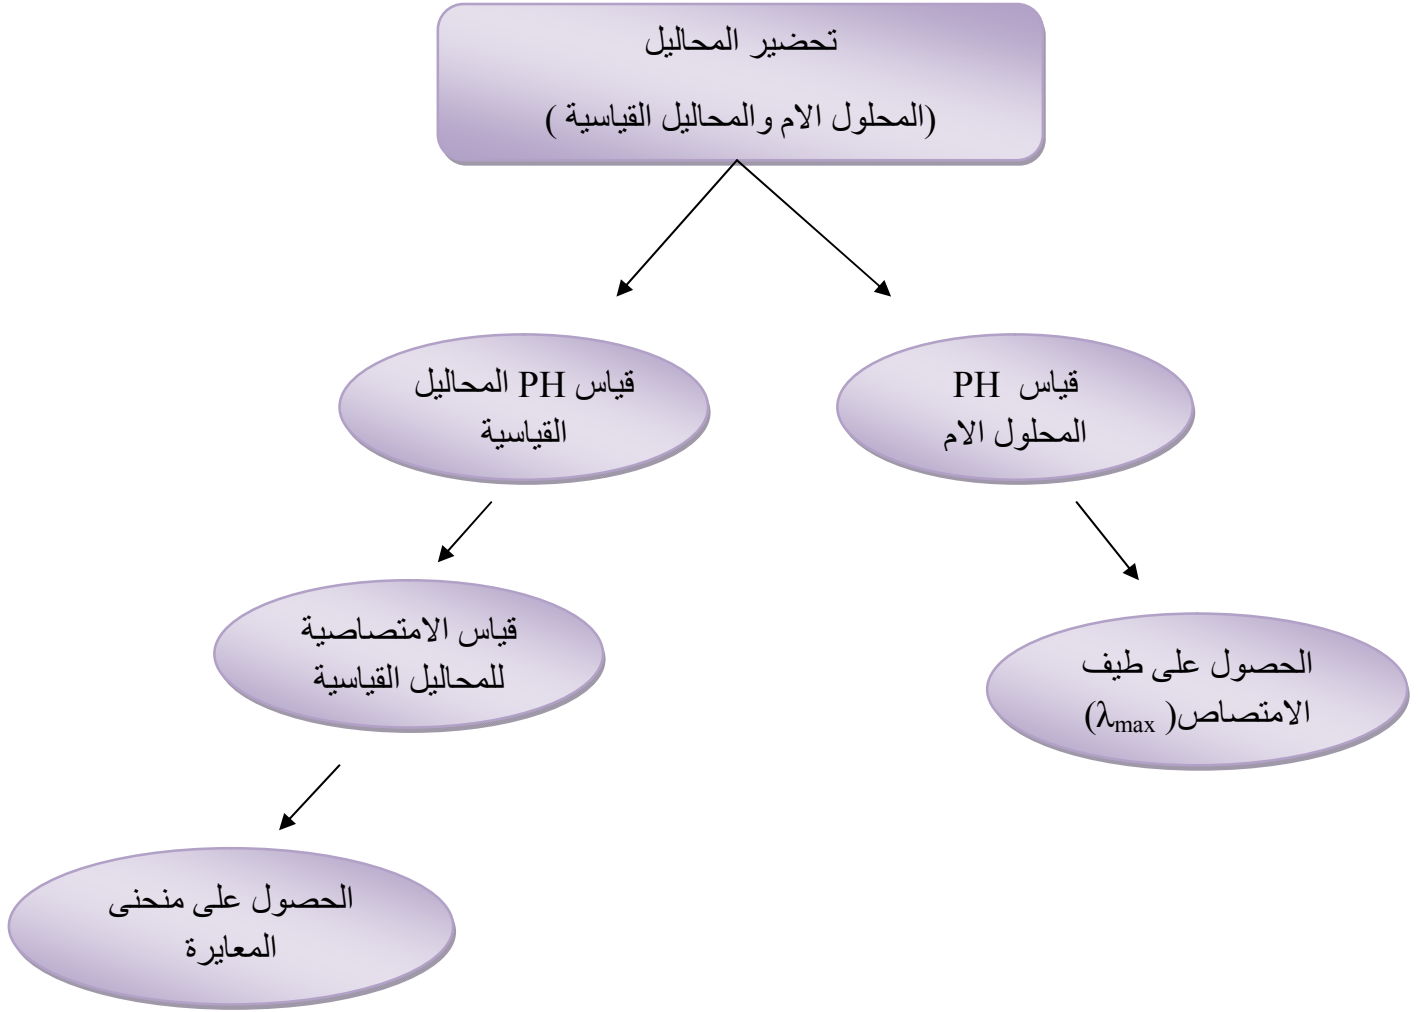 تحضير المحاليل
(المحلول الام والمحاليل القياسية )
قياس PH
المحلول الام
قياس PH المحاليل
القياسية
قياس الامتصاصية
للمحاليل القياسية
الحصول على طيف
الامتصاص( λmax)
الحصول على منحنى
المعايرة